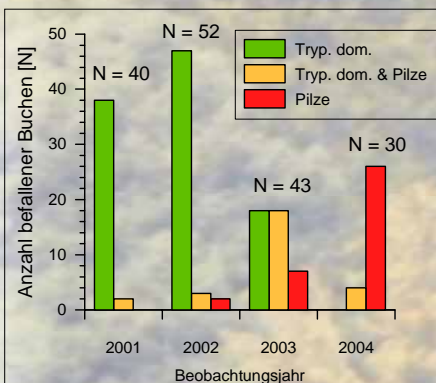 Anzahl befallener Buchen [N]
50
40
30
20
10
0
N = 40
N = 52
N = 43
N = 30
Tryp. dom.
Tryp. dom. & Pilze
Pilze
2001 2002 2003 2004
Beobachtungsjahr